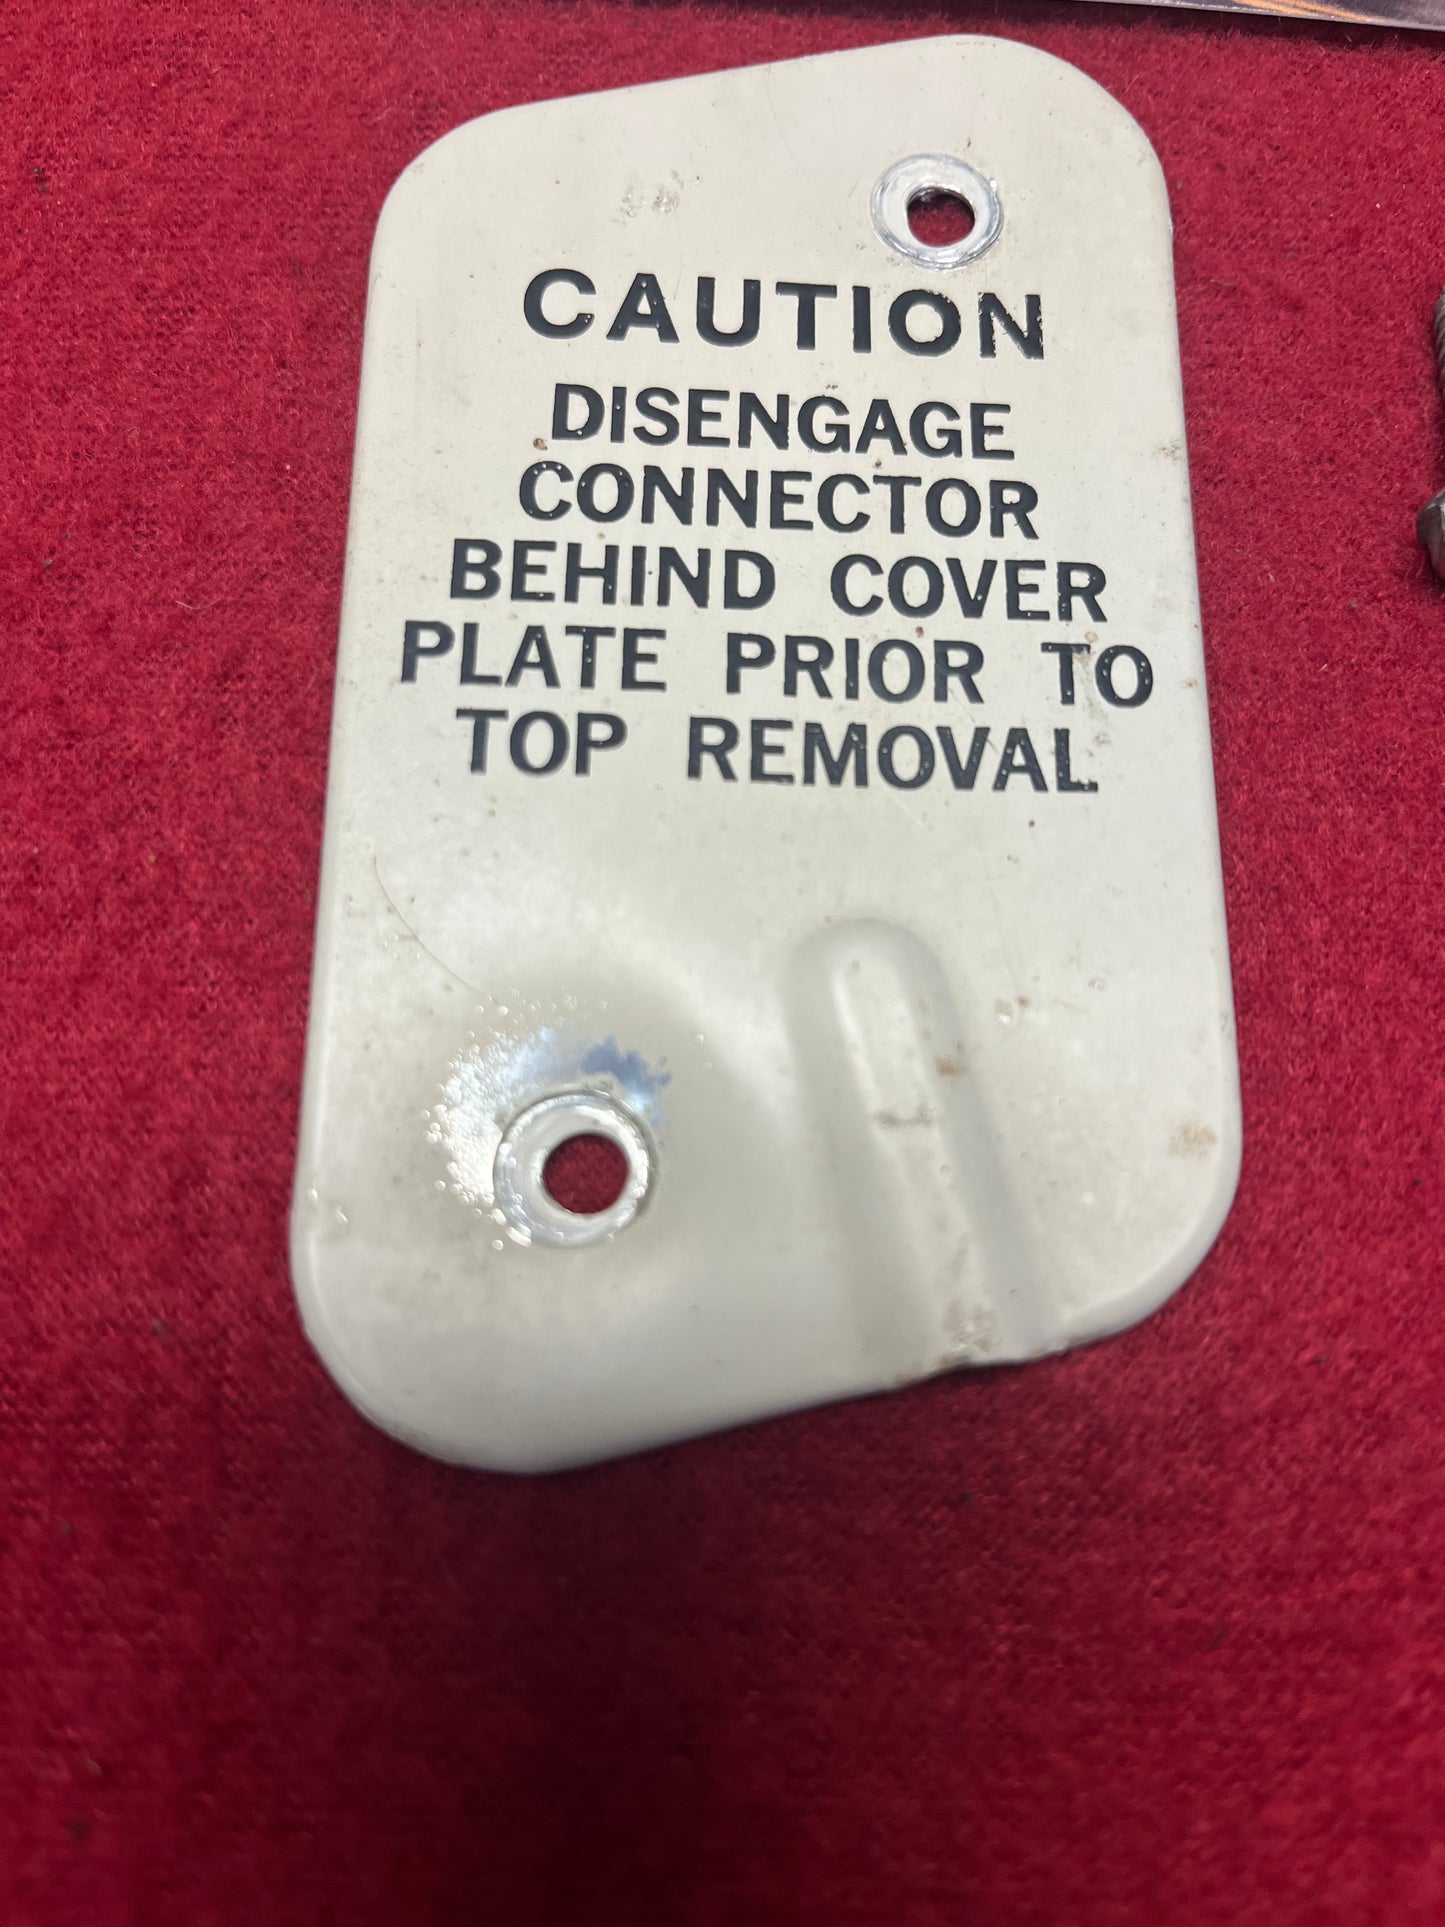 CAUTION
DISENGAGE
CONNECTOR
BEHIND COVER
PLATE PRIOR TO
TOP REMOVAL